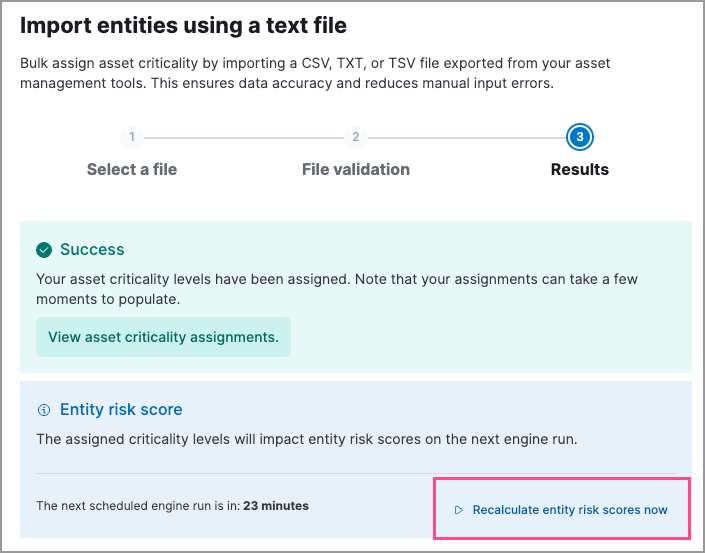 Import entities using a text file
Bulk assign asset criticality by importing a CSV, TXT, or TSV file exported from your asset
management tools. This ensures data accuracy and reduces manual input errors.
1
2
3
Select a file
File validation
Results
Success
Your asset criticality levels have been assigned. Note that your assignments can take a few
moments to populate.
View asset criticality assignments.
Entity risk score
The assigned criticality levels will impact entity risk scores on the next engine run.
The next scheduled engine run is in: 23 minutes
Recalculate entity risk scores now